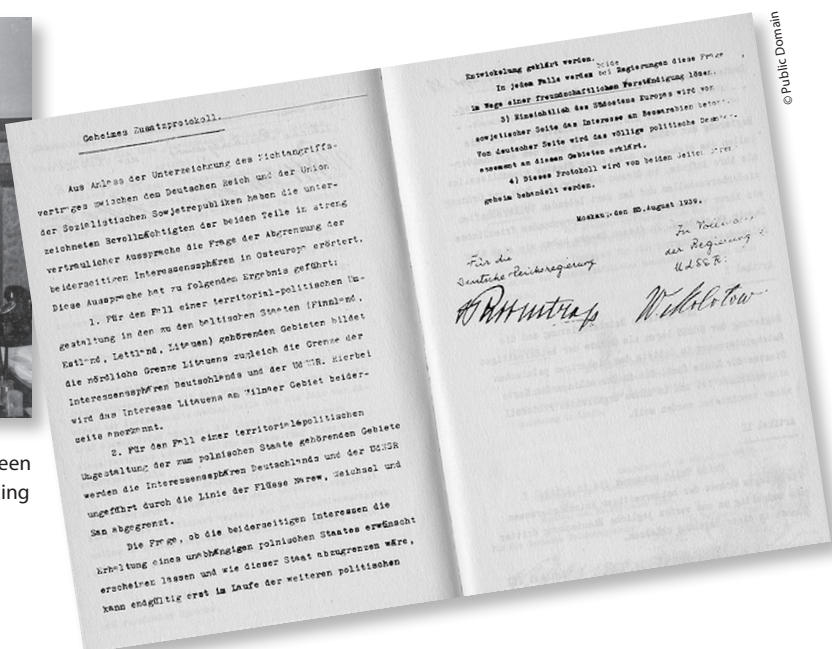 Geheimes Zusatzprotokoll.
Aus Anlass der Unterzeichnung des Nichtangriffs-
vertrages zwischen dem Deutschen Reich und der Union
der Sozialistischen Sowjetrepubliken haben die unter-
zeichneten Bevollmächtigten der beiden Teile in streng
vertraulicher Aussprache die Frage der Abgrenzung der
beiderseitigen Interessenssphären in Osteuropa erörtert.
Diese Aussprache hat zu folgendem Ergebnis geführt:
1. Für den Fall einer territorial-politischen Um-
gestaltung in den zu den baltischen Staaten (Finnland,
Estland, Lettland, Litauen) gehörenden Gebieten bildet
die nördliche Grenze Litauens zugleich die Grenze der
Interessenssphären Deutschlands und der UdSSR. Hierbei
wird das Interesse Litauens am Wilnaer Gebiet beider-
seits anerkannt.
2. Für den Fall einer territorial-politischen
Umgestaltung der zum polnischen Staate gehörenden Gebiete
werden die Interessenssphären Deutschlands und der UdSSR
ungefähr durch die Linie der Flüsse Narew, Weichsel und
San abgegrenzt.
Die Frage, ob die beiderseitigen Interessen die
Erhaltung eines unabhängigen polnischen Staates erwünscht
erscheinen lassen und wie dieser Staat abzugrenzen wäre,
kann endgültig erst im Laufe der weiteren politischen
Entwickelung geklärt werden.
In jedem Falle werden beide Regierungen diese Frage
im Wege einer freundschaftlichen Verständigung lösen.
3) Hinsichtlich des Südostens Europas wird von
sowjetischer Seite das Interesse an Bessarabien betont.
Von deutscher Seite wird das völlige politische
an diesen Gebieten erklärt.
4) Dieses Protokoll wird von beiden Seiten
geheim behandelt werden.
Moskau, den 23. August 1939.
Für die
Deutsche Reichsregierung
In Vollmacht
der Regierung
UdSSR:
WMolotow
© Public Domain
een
ing